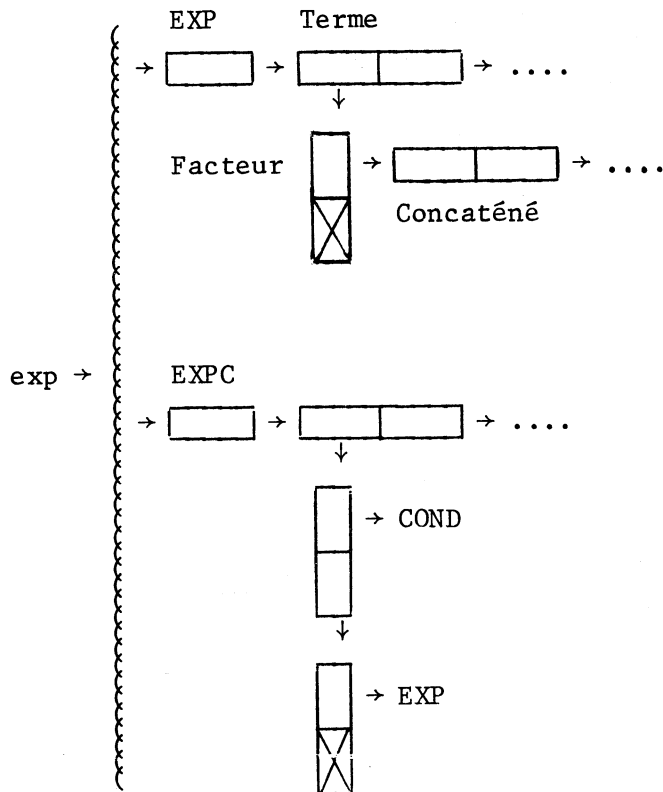 EXP Terme
→ → → ....
↓
Facteur → → ....
Concaténé
exp →
EXPC
→ → → ....
↓
→ COND
↓
→ EXP